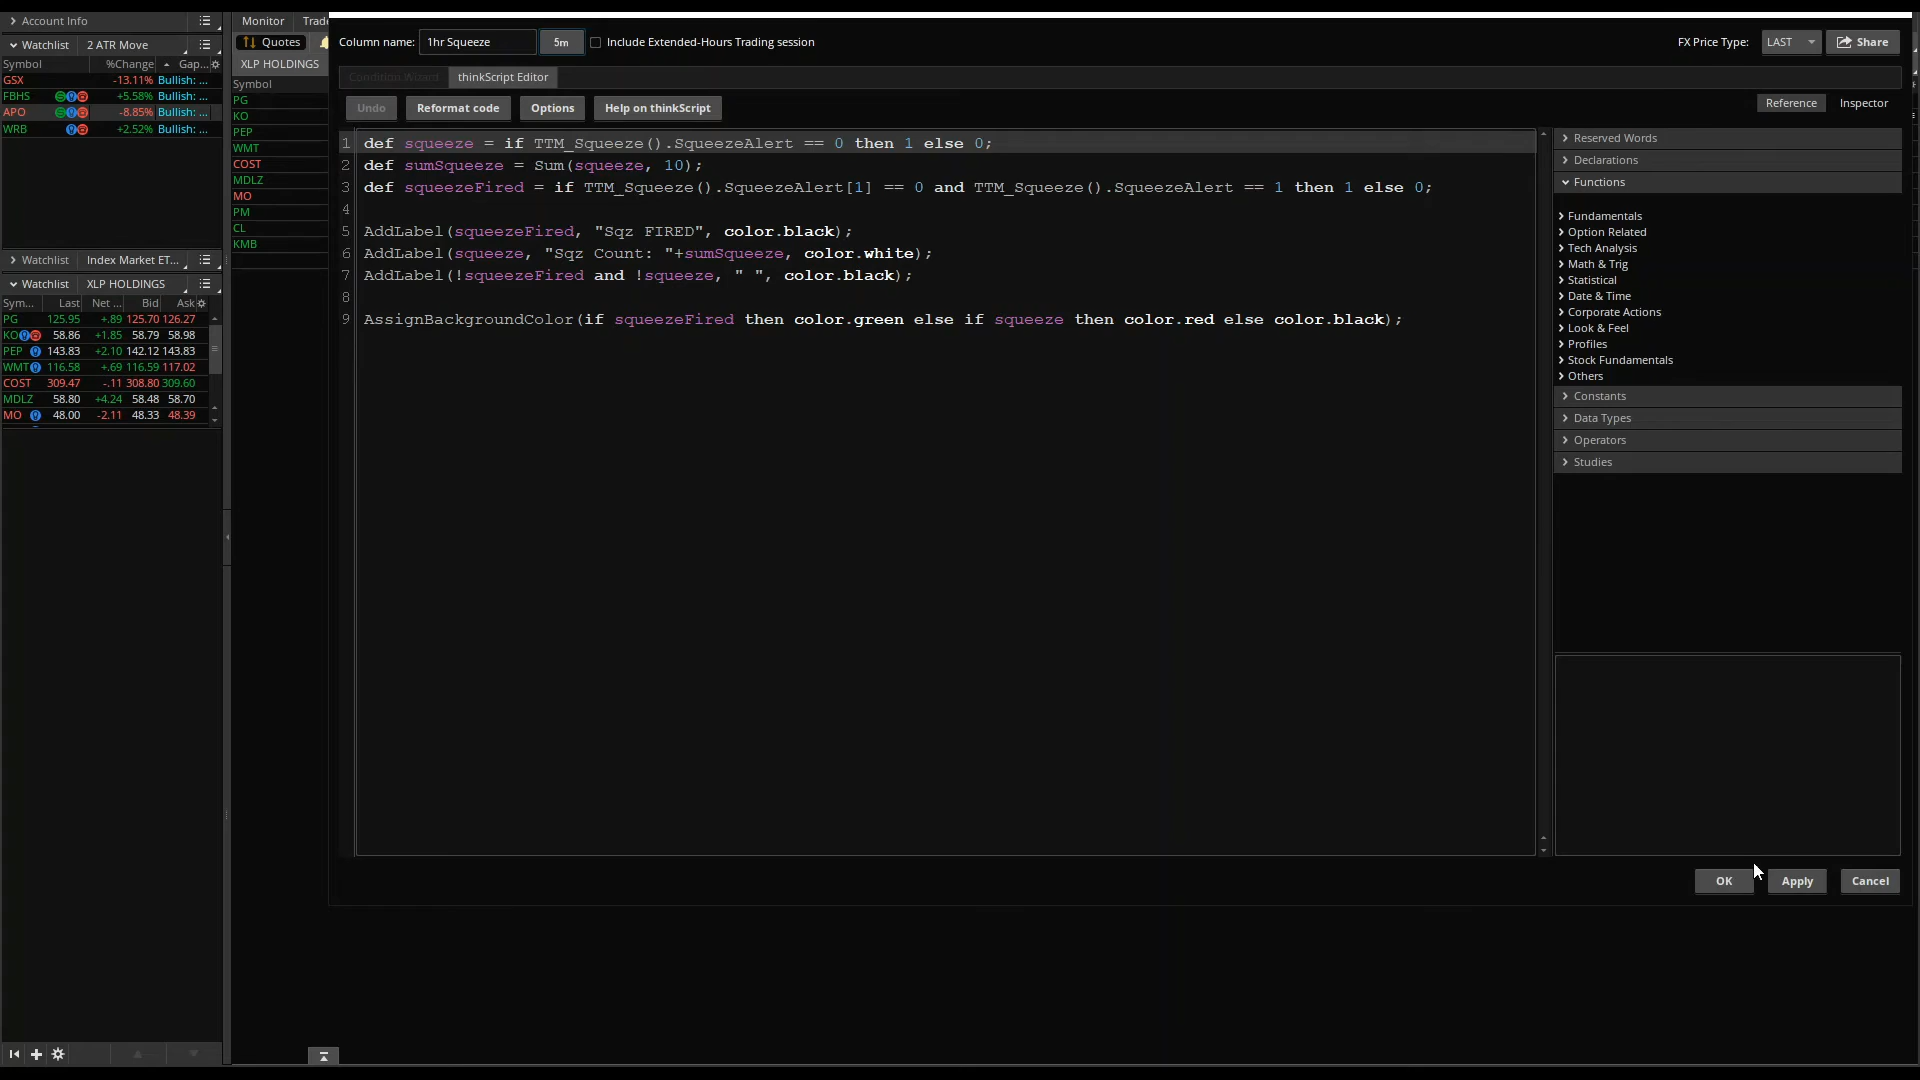 Account Info
Monitor
Watchlist 2 ATR Move
Symbol %Change Gap...
GSX -13.11% Bullish: ...
FBHS +5.58% Bullish: ...
APO -8.85% Bullish: ...
WRB +2.52% Bullish: ...
Watchlist Index Market ET...
Watchlist XLP HOLDINGS
Sym... Last Net ... Bid Ask
PG 125.95 +.89 125.70 126.27
KO 58.86 +1.85 58.79 58.98
PEP 143.83 +2.10 142.12 143.83
WMT 116.58 +.69 116.59 117.02
COST 309.47 -.11 308.80 309.60
MDLZ 58.80 +4.24 58.48 58.70
MO 48.00 -2.11 48.33 48.39
Quotes
XLP HOLDINGS
Symbol
PG
KO
PEP
WMT
COST
MDLZ
MO
PM
CL
KMB
Column name: 1hr Squeeze 5m Include Extended-Hours Trading session FX Price Type: LAST Share
Condition Wizard thinkScript Editor
Undo Reformat code Options Help on thinkScript Reference Inspector
1 def squeeze = if TTM_Squeeze().SqueezeAlert == 0 then 1 else 0;
2 def sumSqueeze = Sum(squeeze, 10);
3 def squeezeFired = if TTM_Squeeze().SqueezeAlert[1] == 0 and TTM_Squeeze().SqueezeAlert == 1 then 1 else 0;
4
5 AddLabel(squeezeFired, "Sqz FIRED", color.black);
6 AddLabel(squeeze, "Sqz Count: "+sumSqueeze, color.white);
7 AddLabel(!squeezeFired and !squeeze, " ", color.black);
8
9 AssignBackgroundColor(if squeezeFired then color.green else if squeeze then color.red else color.black);
Reserved Words
Declarations
Functions
Fundamentals
Option Related
Tech Analysis
Math & Trig
Statistical
Date & Time
Corporate Actions
Look & Feel
Profiles
Stock Fundamentals
Others
Constants
Data Types
Operators
Studies
OK Apply Cancel